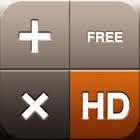 + FREE
× HD